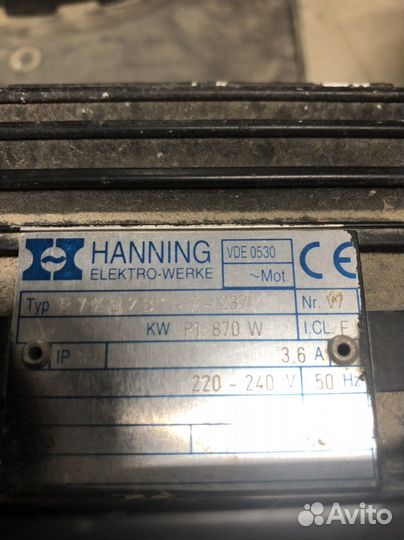 HANNING
ELEKTRO-WERKE
VDE 0530
~Mot
CE
Typ
Nr.
KW P1: 870 W
I.CL. F
IP
3.6 A
220 - 240 V
50 Hz
Avito